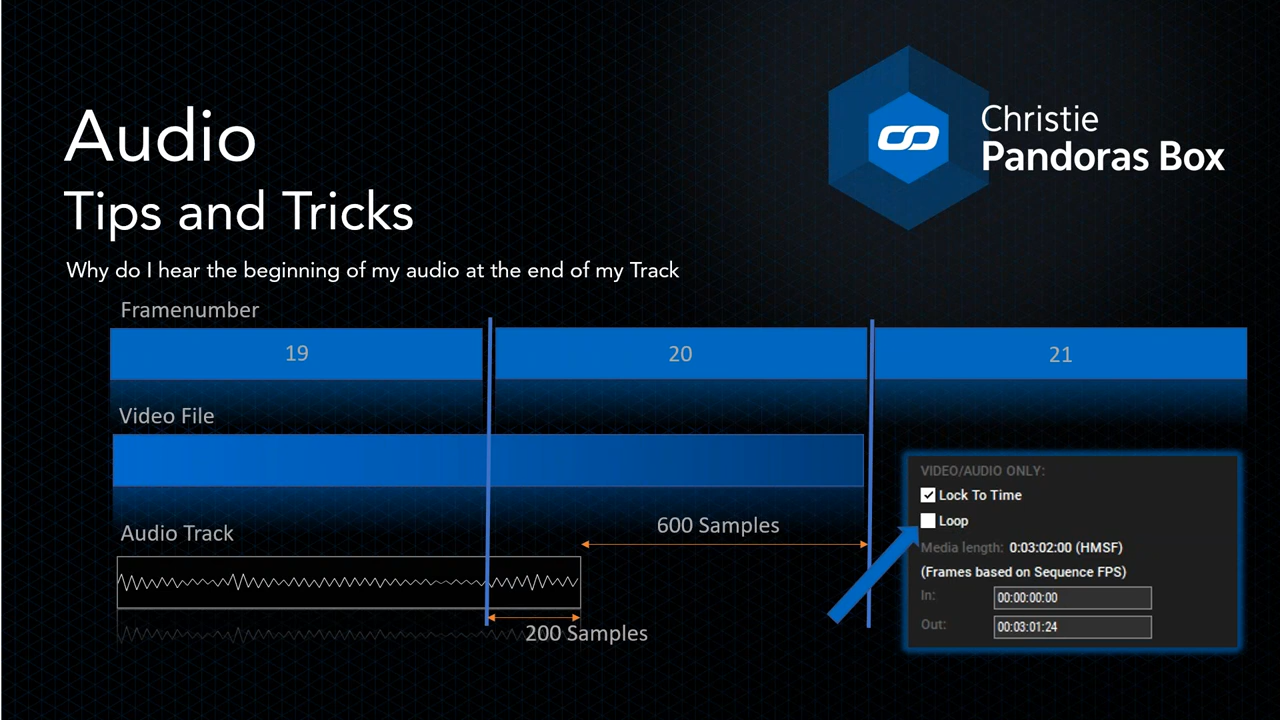 Audio
Tips and Tricks
Christie
Pandoras Box
Why do I hear the beginning of my audio at the end of my Track
Framenumber
19
20
21
Video File
Audio Track
600 Samples
200 Samples
VIDEO/AUDIO ONLY:
Lock To Time
Loop
Media length: 0:03:02:00 (HMSF)
(Frames based on Sequence FPS)
In: 00:00:00:00
Out: 00:03:01:24